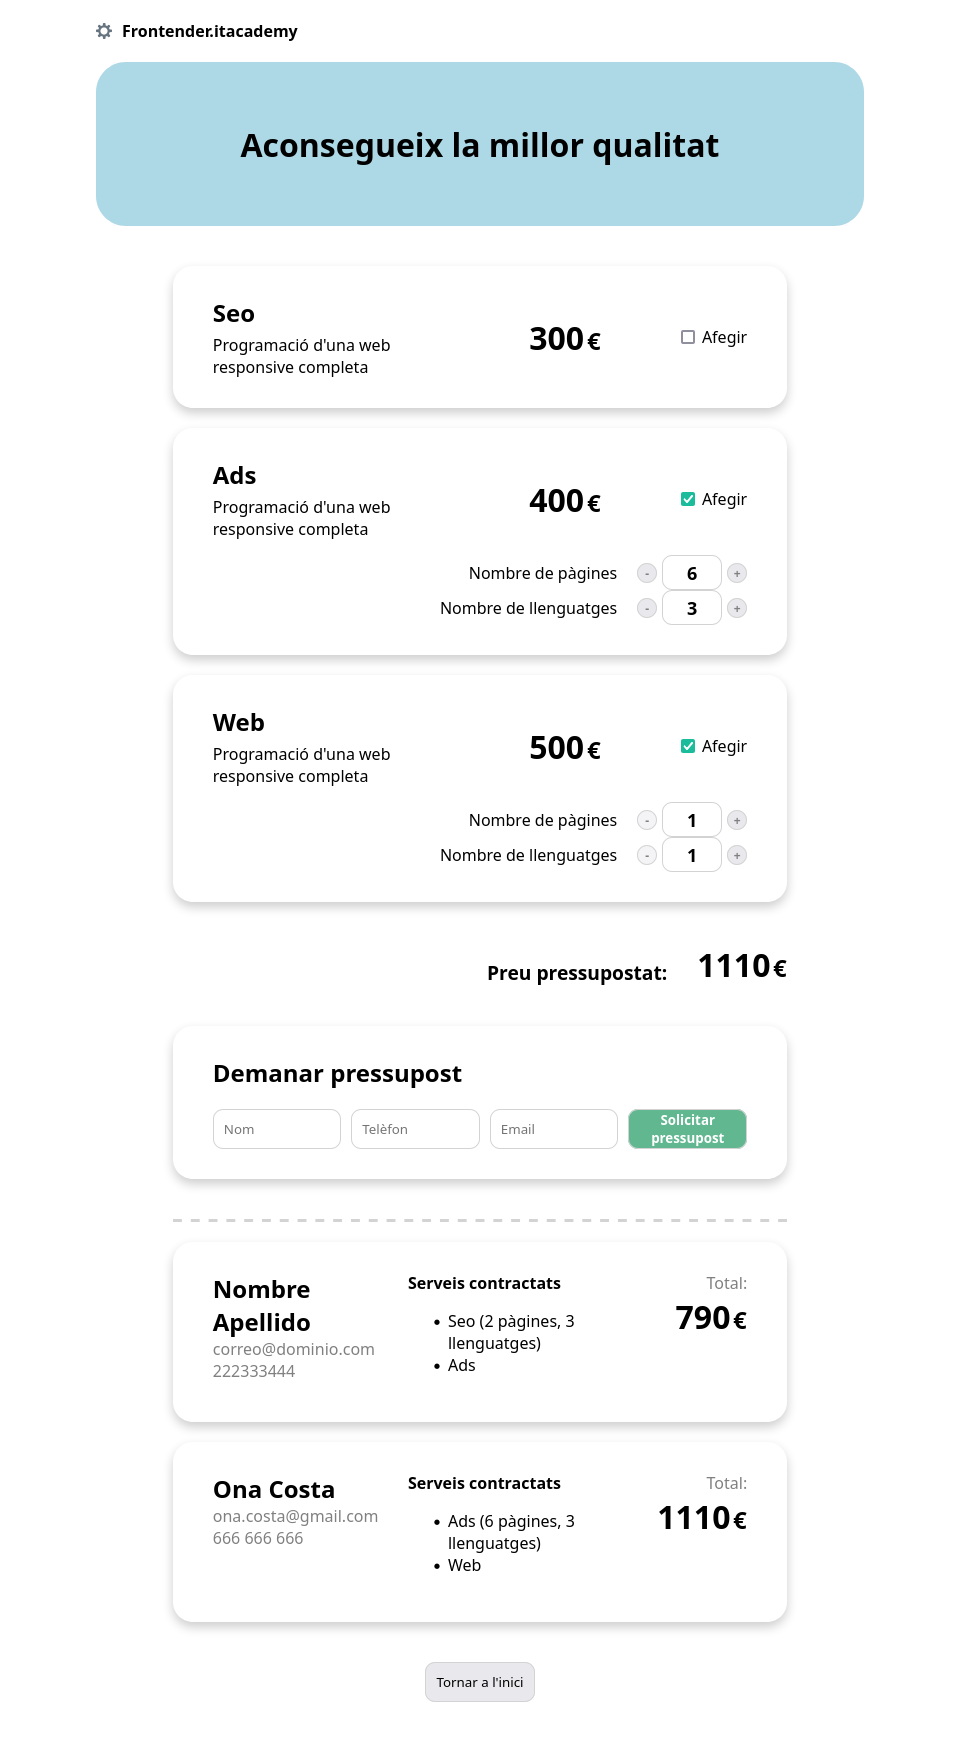 Frontender.itacademy
Aconsegueix la millor qualitat
Seo
Programació d'una web
responsive completa
300 €
Afegir
Ads
Programació d'una web
responsive completa
400 €
Afegir
Nombre de pàgines - 6 +
Nombre de llenguatges - 3 +
Web
Programació d'una web
responsive completa
500 €
Afegir
Nombre de pàgines - 1 +
Nombre de llenguatges - 1 +
Preu pressupostat: 1110 €
Demanar pressupost
Nom
Telèfon
Email
Solicitar
pressupost
Nombre
Apellido
correo@dominio.com
222333444
Serveis contractats
• Seo (2 pàgines, 3
llenguatges)
• Ads
Total:
790 €
Ona Costa
ona.costa@gmail.com
666 666 666
Serveis contractats
• Ads (6 pàgines, 3
llenguatges)
• Web
Total:
1110 €
Tornar a l'inici